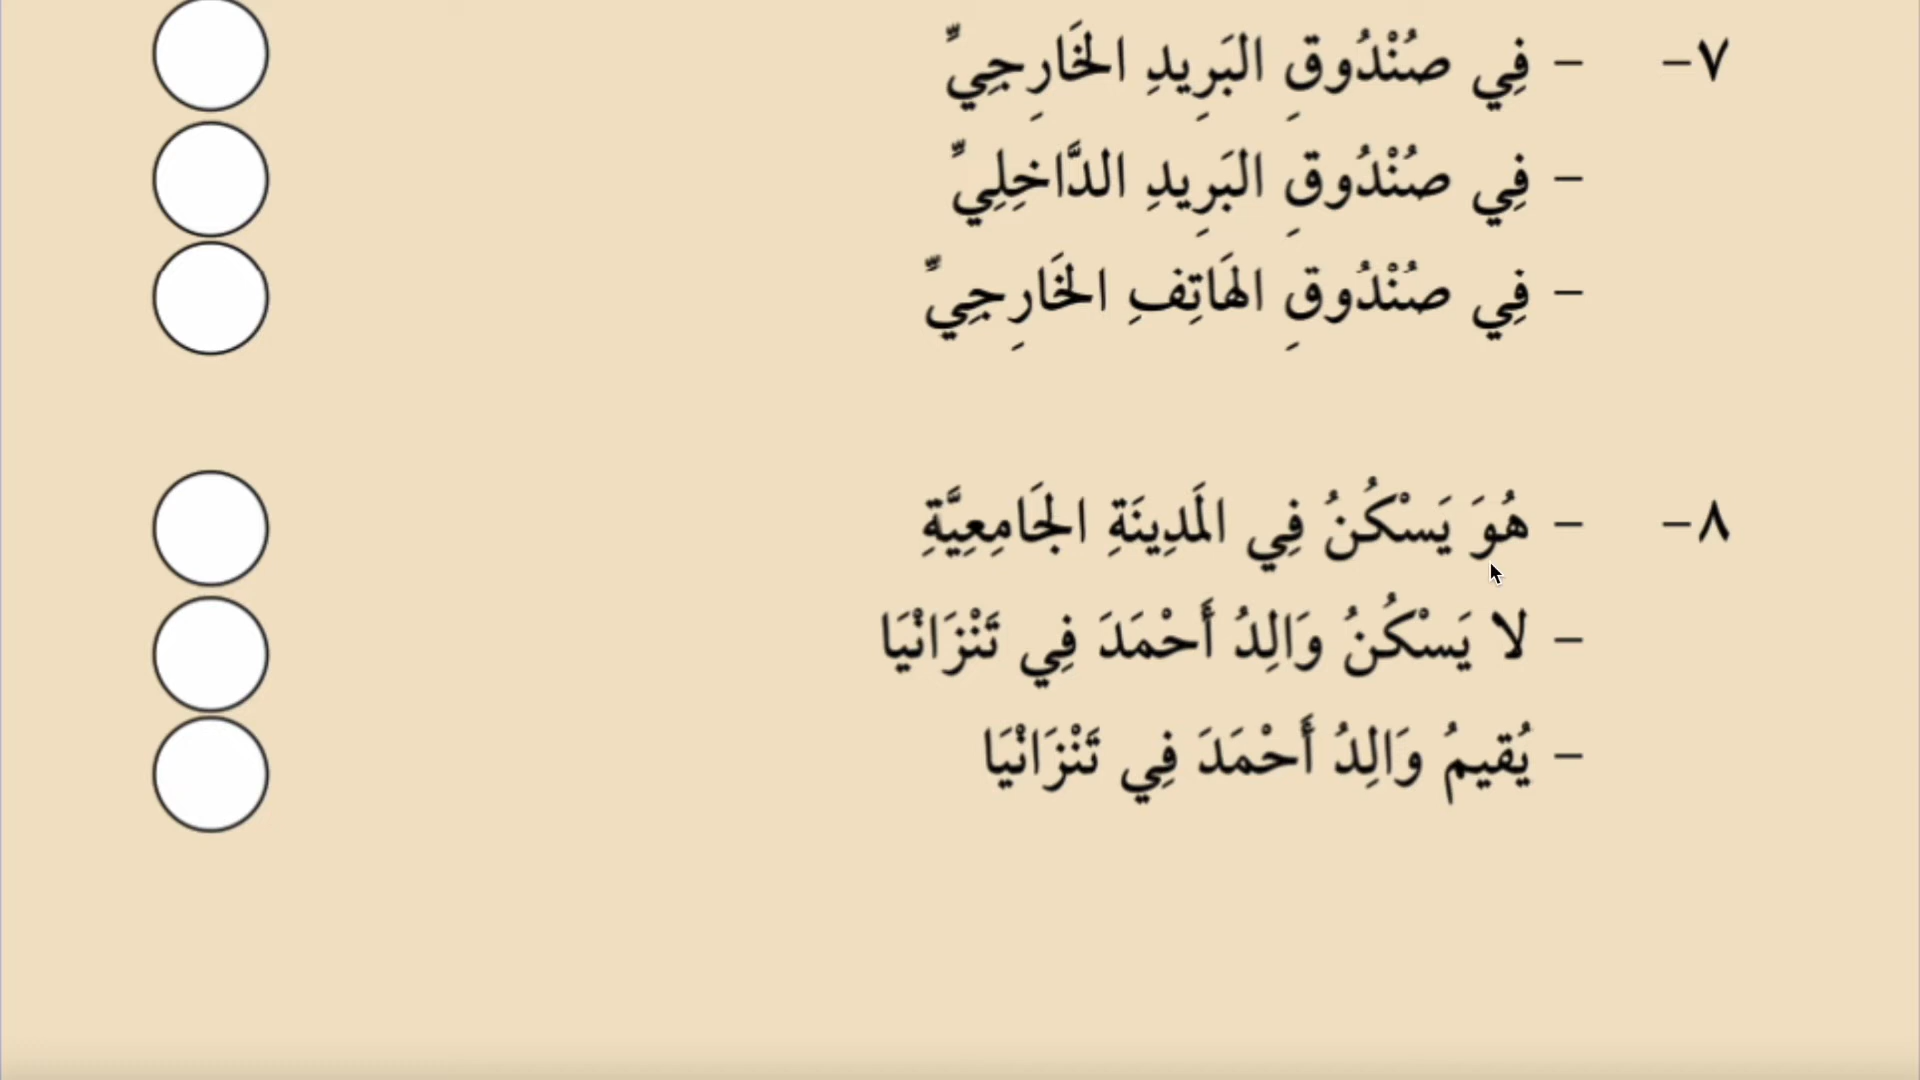 ٧- - فِي صُنْدُوقِ البَرِيدِ الخَارِجِيِّ
- فِي صُنْدُوقِ البَرِيدِ الدَّاخِلِيِّ
- فِي صُنْدُوقِ الهَاتِفِ الخَارِجِيِّ
٨- - هُوَ يَسْكُنُ فِي المَدِينَةِ الجَامِعِيَّةِ
- لا يَسْكُنُ وَالِدُ أَحْمَدَ فِي تَنْزَانْيَا
- يُقيمُ وَالِدُ أَحْمَدَ فِي تَنْزَانْيَا